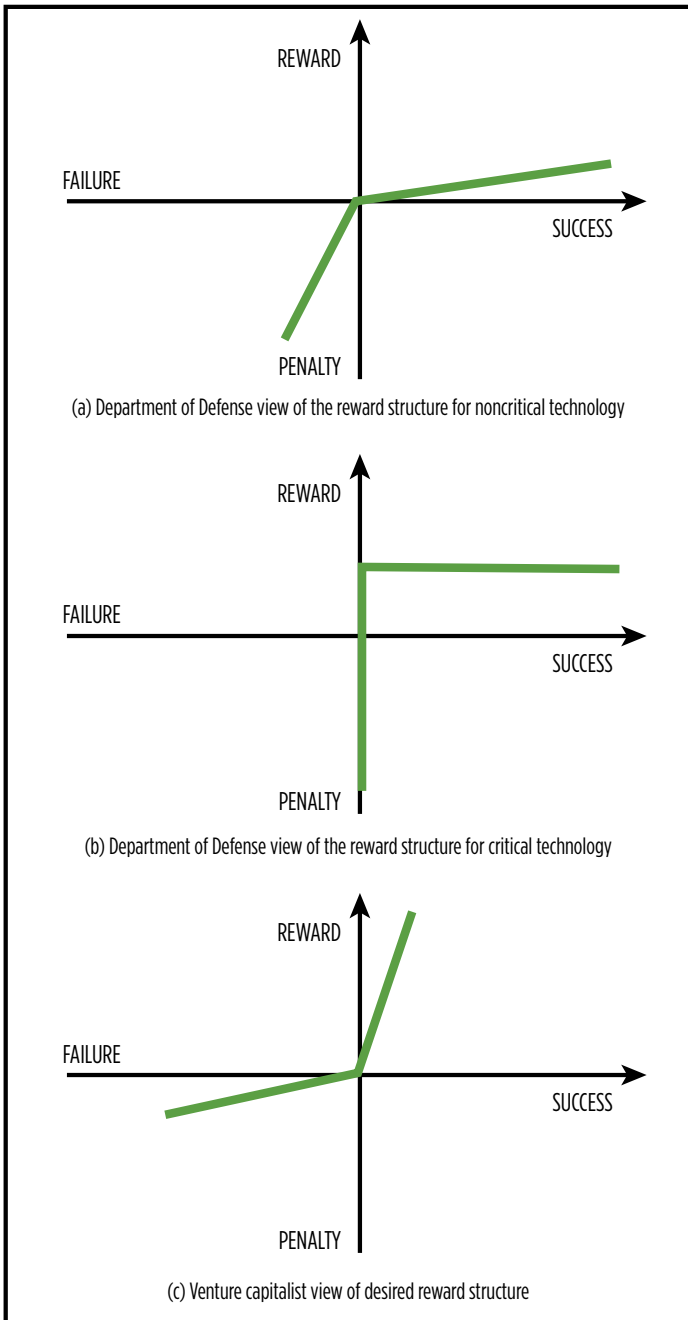 REWARD
FAILURE
SUCCESS
PENALTY
(a) Department of Defense view of the reward structure for noncritical technology
REWARD
FAILURE
SUCCESS
PENALTY
(b) Department of Defense view of the reward structure for critical technology
REWARD
FAILURE
SUCCESS
PENALTY
(c) Venture capitalist view of desired reward structure